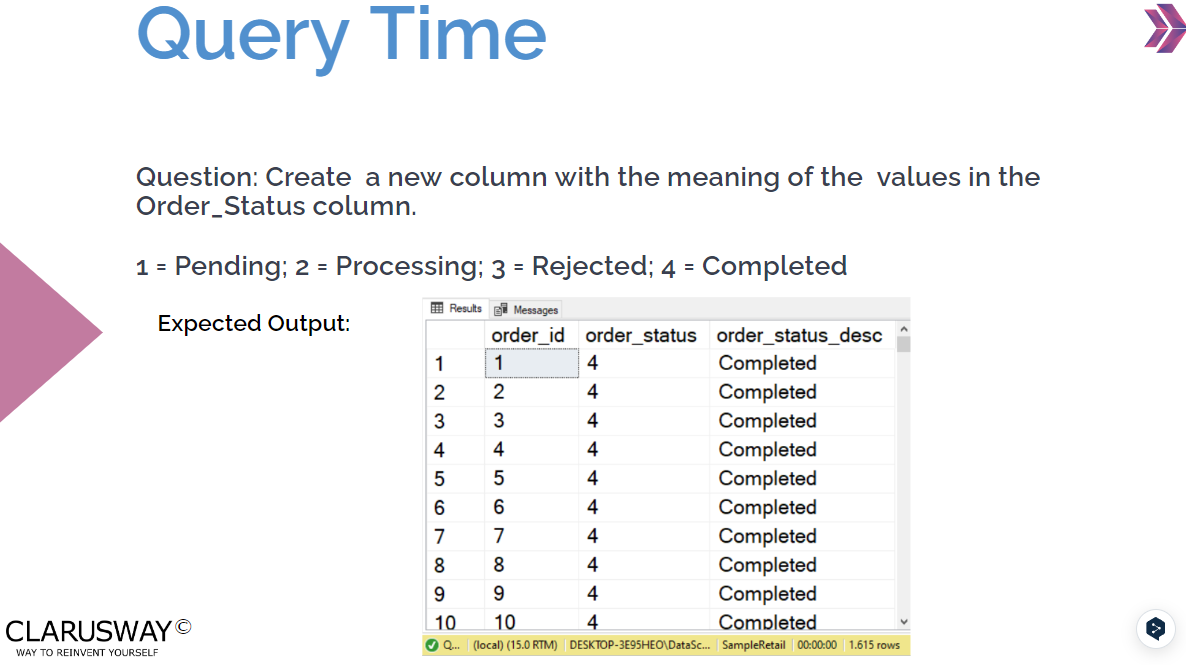 Query Time
Question: Create  a new column with the meaning of the  values in the
Order_Status column.
1 = Pending; 2 = Processing; 3 = Rejected; 4 = Completed
Expected Output:
Results Messages
order_id order_status order_status_desc
1 1 4 Completed
2 2 4 Completed
3 3 4 Completed
4 4 4 Completed
5 5 4 Completed
6 6 4 Completed
7 7 4 Completed
8 8 4 Completed
9 9 4 Completed
10 10 4 Completed
Q... (local) (15.0 RTM) DESKTOP-3E95HEO\DataSc... SampleRetail 00:00:00 1.615 rows
CLARUSWAY©
WAY TO REINVENT YOURSELF